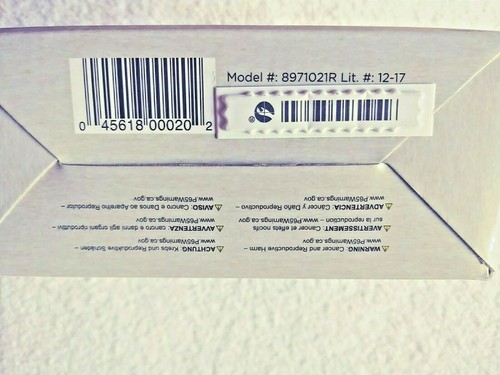 Model #: 8971021R Lit. #: 12-17
0 45618 00020 2
⚠WARNING: Cancer and Reproductive Harm –
www.P65Warnings.ca.gov
⚠AVERTISSEMENT: Cancer et effets nocifs
sur la reproduction – www.P65Warnings.ca.gov
⚠ADVERTENCIA: Cáncer y Daño Reproductivo –
www.P65Warnings.ca.gov
⚠ACHTUNG: Krebs und Reproduktive Schäden –
www.P65Warnings.ca.gov
⚠AVVERTENZA: cancro e danni agli organi riproduttivi –
www.P65Warnings.ca.gov
⚠AVISO: Cancro e Danos ao Aparelho Reprodutor –
www.P65Warnings.ca.gov